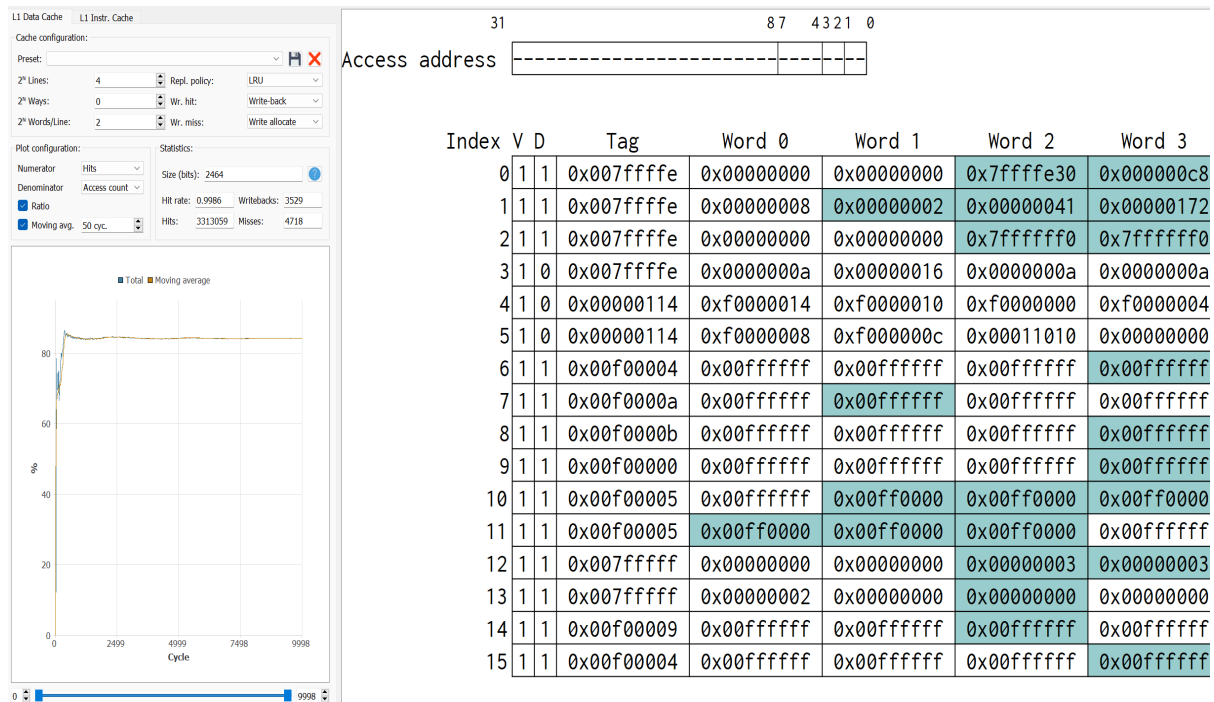 L1 Data Cache L1 Instr. Cache
Cache configuration:
Preset:
2ᴺ Lines: 4 Repl. policy: LRU
2ᴺ Ways: 0 Wr. hit: Write-back
2ᴺ Words/Line: 2 Wr. miss: Write allocate
Plot configuration:
Numerator Hits
Denominator Access count
Ratio
Moving avg. 50 cyc.
Statistics:
Size (bits): 2464 ?
Hit rate: 0.9986 Writebacks: 3529
Hits: 3313059 Misses: 4718
Total Moving average
80
60
40
20
0
%
0 2499 4999 7498 9998
Cycle
0 9998
31 8 7 4 3 2 1 0
Access address
Index V D Tag Word 0 Word 1 Word 2 Word 3
0 1 1 0x007ffffe 0x00000000 0x00000000 0x7ffffe30 0x000000c8
1 1 1 0x007ffffe 0x00000008 0x00000002 0x00000041 0x00000172
2 1 1 0x007ffffe 0x00000000 0x00000000 0x7ffffff0 0x7ffffff0
3 1 0 0x007ffffe 0x0000000a 0x00000016 0x0000000a 0x0000000a
4 1 0 0x00000114 0xf0000014 0xf0000010 0xf0000000 0xf0000004
5 1 0 0x00000114 0xf0000008 0xf000000c 0x00011010 0x00000000
6 1 1 0x00f00004 0x00ffffff 0x00ffffff 0x00ffffff 0x00ffffff
7 1 1 0x00f0000a 0x00ffffff 0x00ffffff 0x00ffffff 0x00ffffff
8 1 1 0x00f0000b 0x00ffffff 0x00ffffff 0x00ffffff 0x00ffffff
9 1 1 0x00f00000 0x00ffffff 0x00ffffff 0x00ffffff 0x00ffffff
10 1 1 0x00f00005 0x00ffffff 0x00ff0000 0x00ff0000 0x00ff0000
11 1 1 0x00f00005 0x00ff0000 0x00ff0000 0x00ff0000 0x00ffffff
12 1 1 0x007fffff 0x00000000 0x00000000 0x00000003 0x00000003
13 1 1 0x007fffff 0x00000002 0x00000000 0x00000000 0x00000000
14 1 1 0x00f00009 0x00ffffff 0x00ffffff 0x00ffffff 0x00ffffff
15 1 1 0x00f00004 0x00ffffff 0x00ffffff 0x00ffffff 0x00ffffff